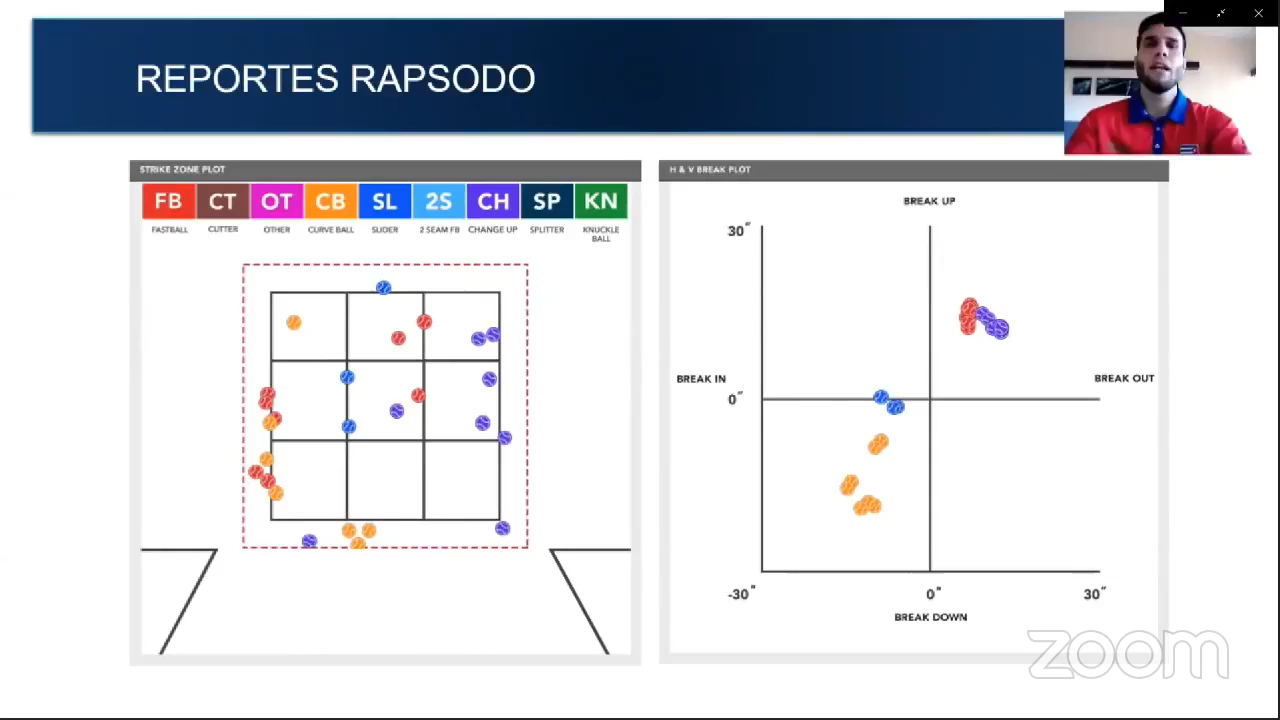 REPORTES RAPSODO
STRIKE ZONE PLOT
FB CT OT CB SL 2S CH SP KN
FASTBALL CUTTER OTHER CURVE BALL SLIDER 2 SEAM FB CHANGE UP SPLITTER KNUCKLE
BALL
H & V BREAK PLOT
BREAK UP
30"
BREAK IN
BREAK OUT
0"
-30" 0" 30"
BREAK DOWN
zoom